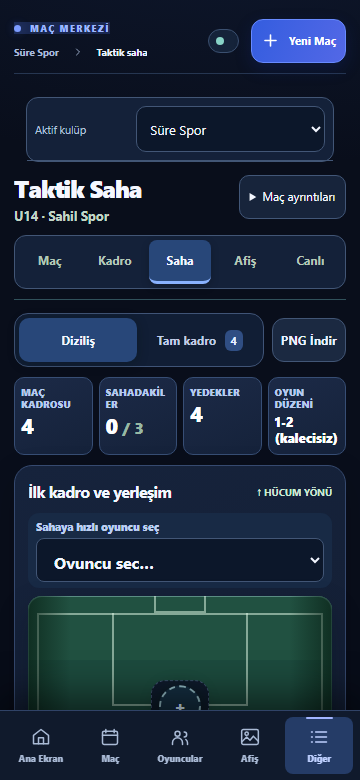 MAÇ MERKEZİ
Süre Spor > Taktik saha
+ Yeni Maç
Aktif kulüp
Süre Spor
Taktik Saha
U14 · Sahil Spor
▶ Maç ayrıntıları
Maç
Kadro
Saha
Afiş
Canlı
Diziliş
Tam kadro 4
PNG İndir
MAÇ
KADROSU
4
SAHADAKİL
ER
0 / 3
YEDEKLER
4
OYUN
DÜZENİ
1-2
(kalecisiz)
İlk kadro ve yerleşim
↑ HÜCUM YÖNÜ
Sahaya hızlı oyuncu seç
Oyuncu seç...
+
Ana Ekran
Maç
Oyuncular
Afiş
Diğer